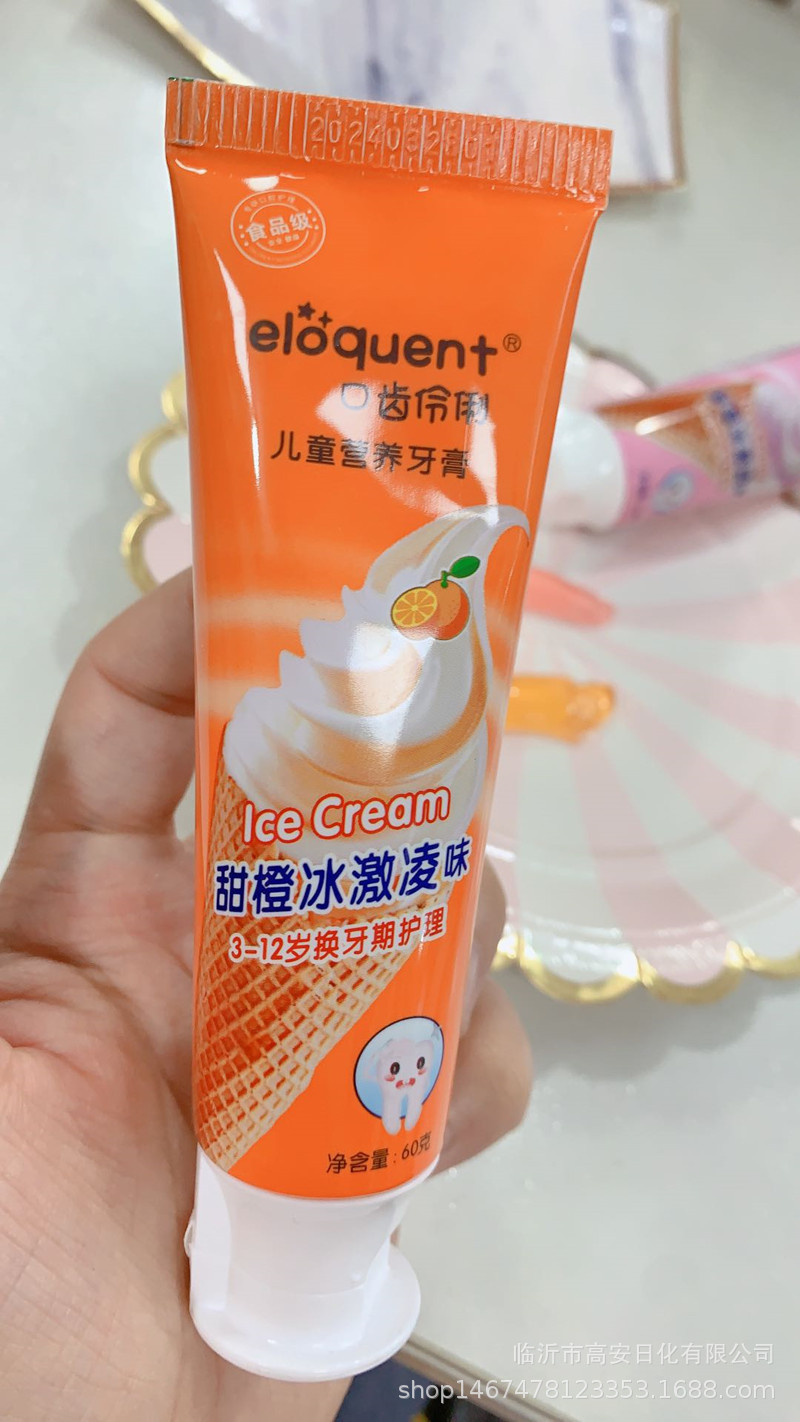 食品级
eloquent®
口齿伶俐
儿童营养牙膏
Ice Cream
甜橙冰激凌味
3-12岁换牙期护理
净含量:60克
临沂市高安日化有限公司
shop1467478123353.1688.com